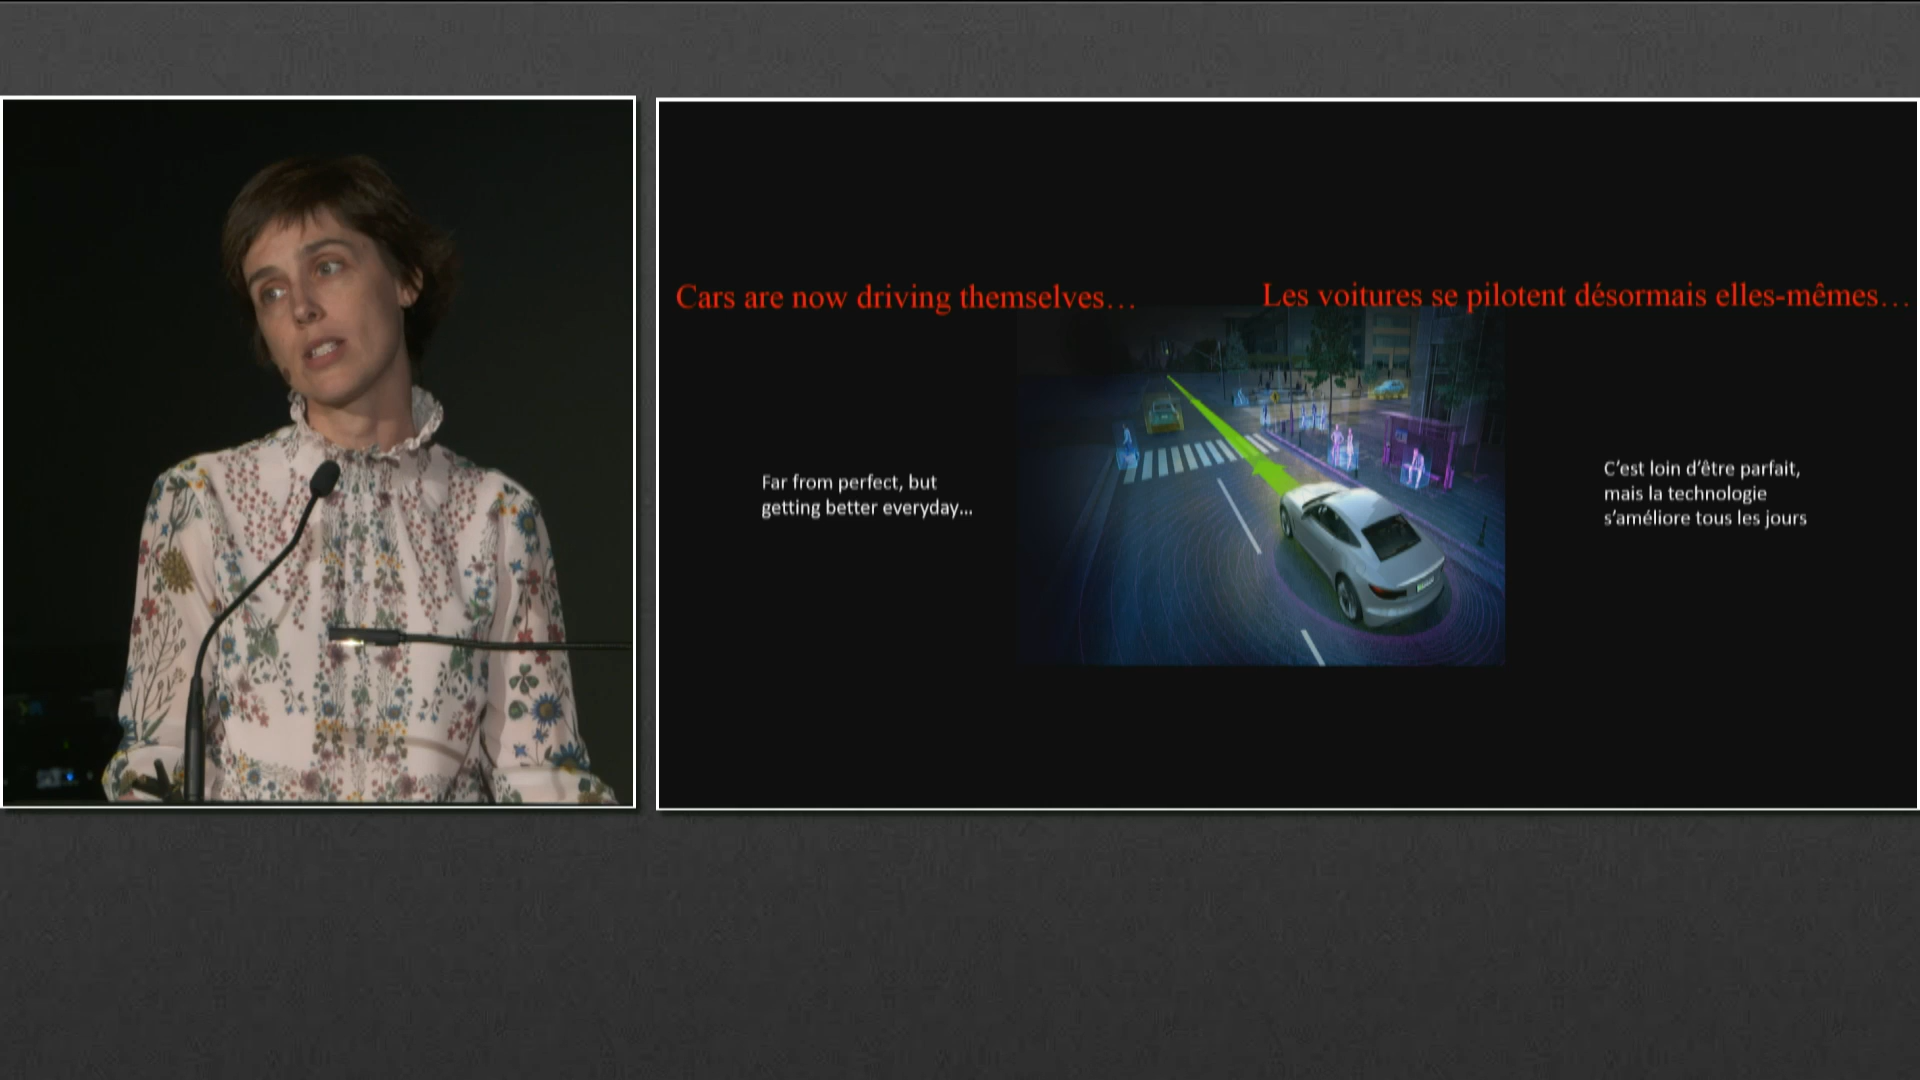 Cars are now driving themselves…
Les voitures se pilotent désormais elles-mêmes…
Far from perfect, but
getting better everyday…
C’est loin d’être parfait,
mais la technologie
s’améliore tous les jours